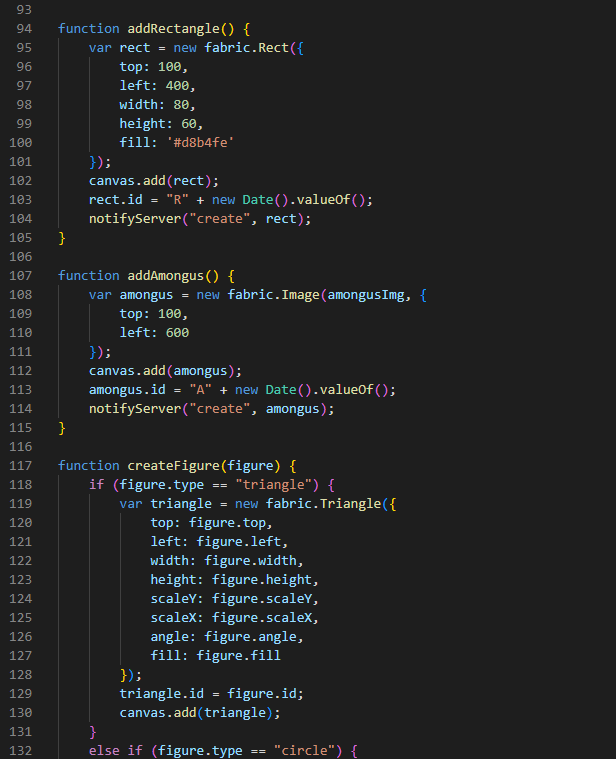 93
94 function addRectangle() {
95 var rect = new fabric.Rect({
96 top: 100,
97 left: 400,
98 width: 80,
99 height: 60,
100 fill: '#d8b4fe'
101 });
102 canvas.add(rect);
103 rect.id = "R" + new Date().valueOf();
104 notifyServer("create", rect);
105 }
106
107 function addAmongus() {
108 var amongus = new fabric.Image(amongusImg, {
109 top: 100,
110 left: 600
111 });
112 canvas.add(amongus);
113 amongus.id = "A" + new Date().valueOf();
114 notifyServer("create", amongus);
115 }
116
117 function createFigure(figure) {
118 if (figure.type == "triangle") {
119 var triangle = new fabric.Triangle({
120 top: figure.top,
121 left: figure.left,
122 width: figure.width,
123 height: figure.height,
124 scaleY: figure.scaleY,
125 scaleX: figure.scaleX,
126 angle: figure.angle,
127 fill: figure.fill
128 });
129 triangle.id = figure.id;
130 canvas.add(triangle);
131 }
132 else if (figure.type == "circle") {